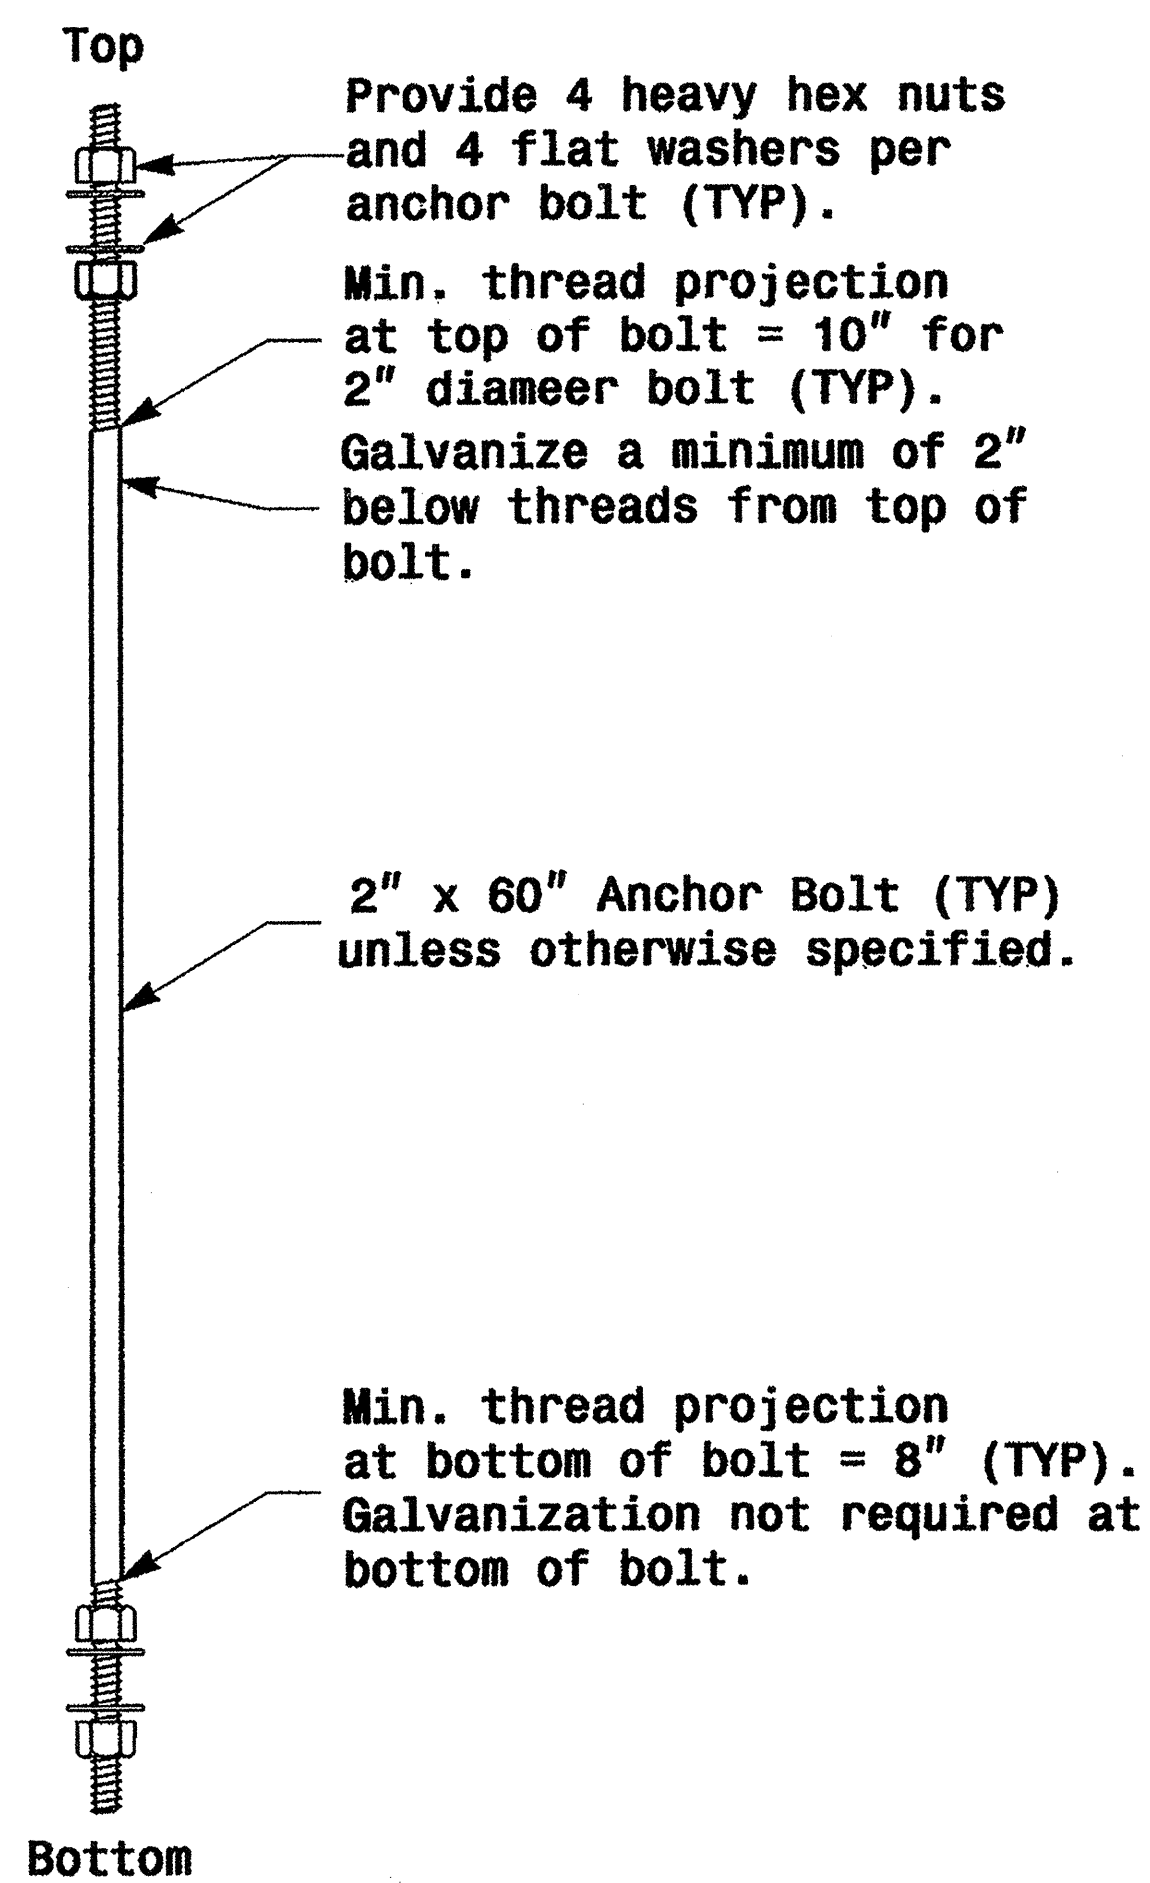 Top
Provide 4 heavy hex nuts
and 4 flat washers per
anchor bolt (TYP).
Min. thread projection
at top of bolt = 10" for
2" diameer bolt (TYP).
Galvanize a minimum of 2"
below threads from top of
bolt.
2" x 60" Anchor Bolt (TYP)
unless otherwise specified.
Min. thread projection
at bottom of bolt = 8" (TYP).
Galvanization not required at
bottom of bolt.
Bottom